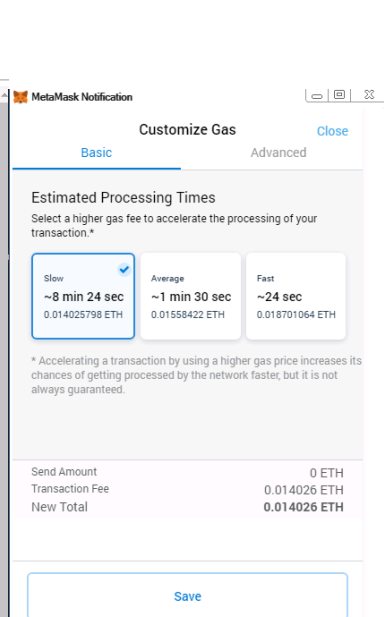 MetaMask Notification
Customize Gas
Close
Basic
Advanced
Estimated Processing Times
Select a higher gas fee to accelerate the processing of your
transaction.*
Slow
~8 min 24 sec
0.014025798 ETH
Average
~1 min 30 sec
0.01558422 ETH
Fast
~24 sec
0.018701064 ETH
* Accelerating a transaction by using a higher gas price increases its
chances of getting processed by the network faster, but it is not
always guaranteed.
Send Amount 0 ETH
Transaction Fee 0.014026 ETH
New Total 0.014026 ETH
Save